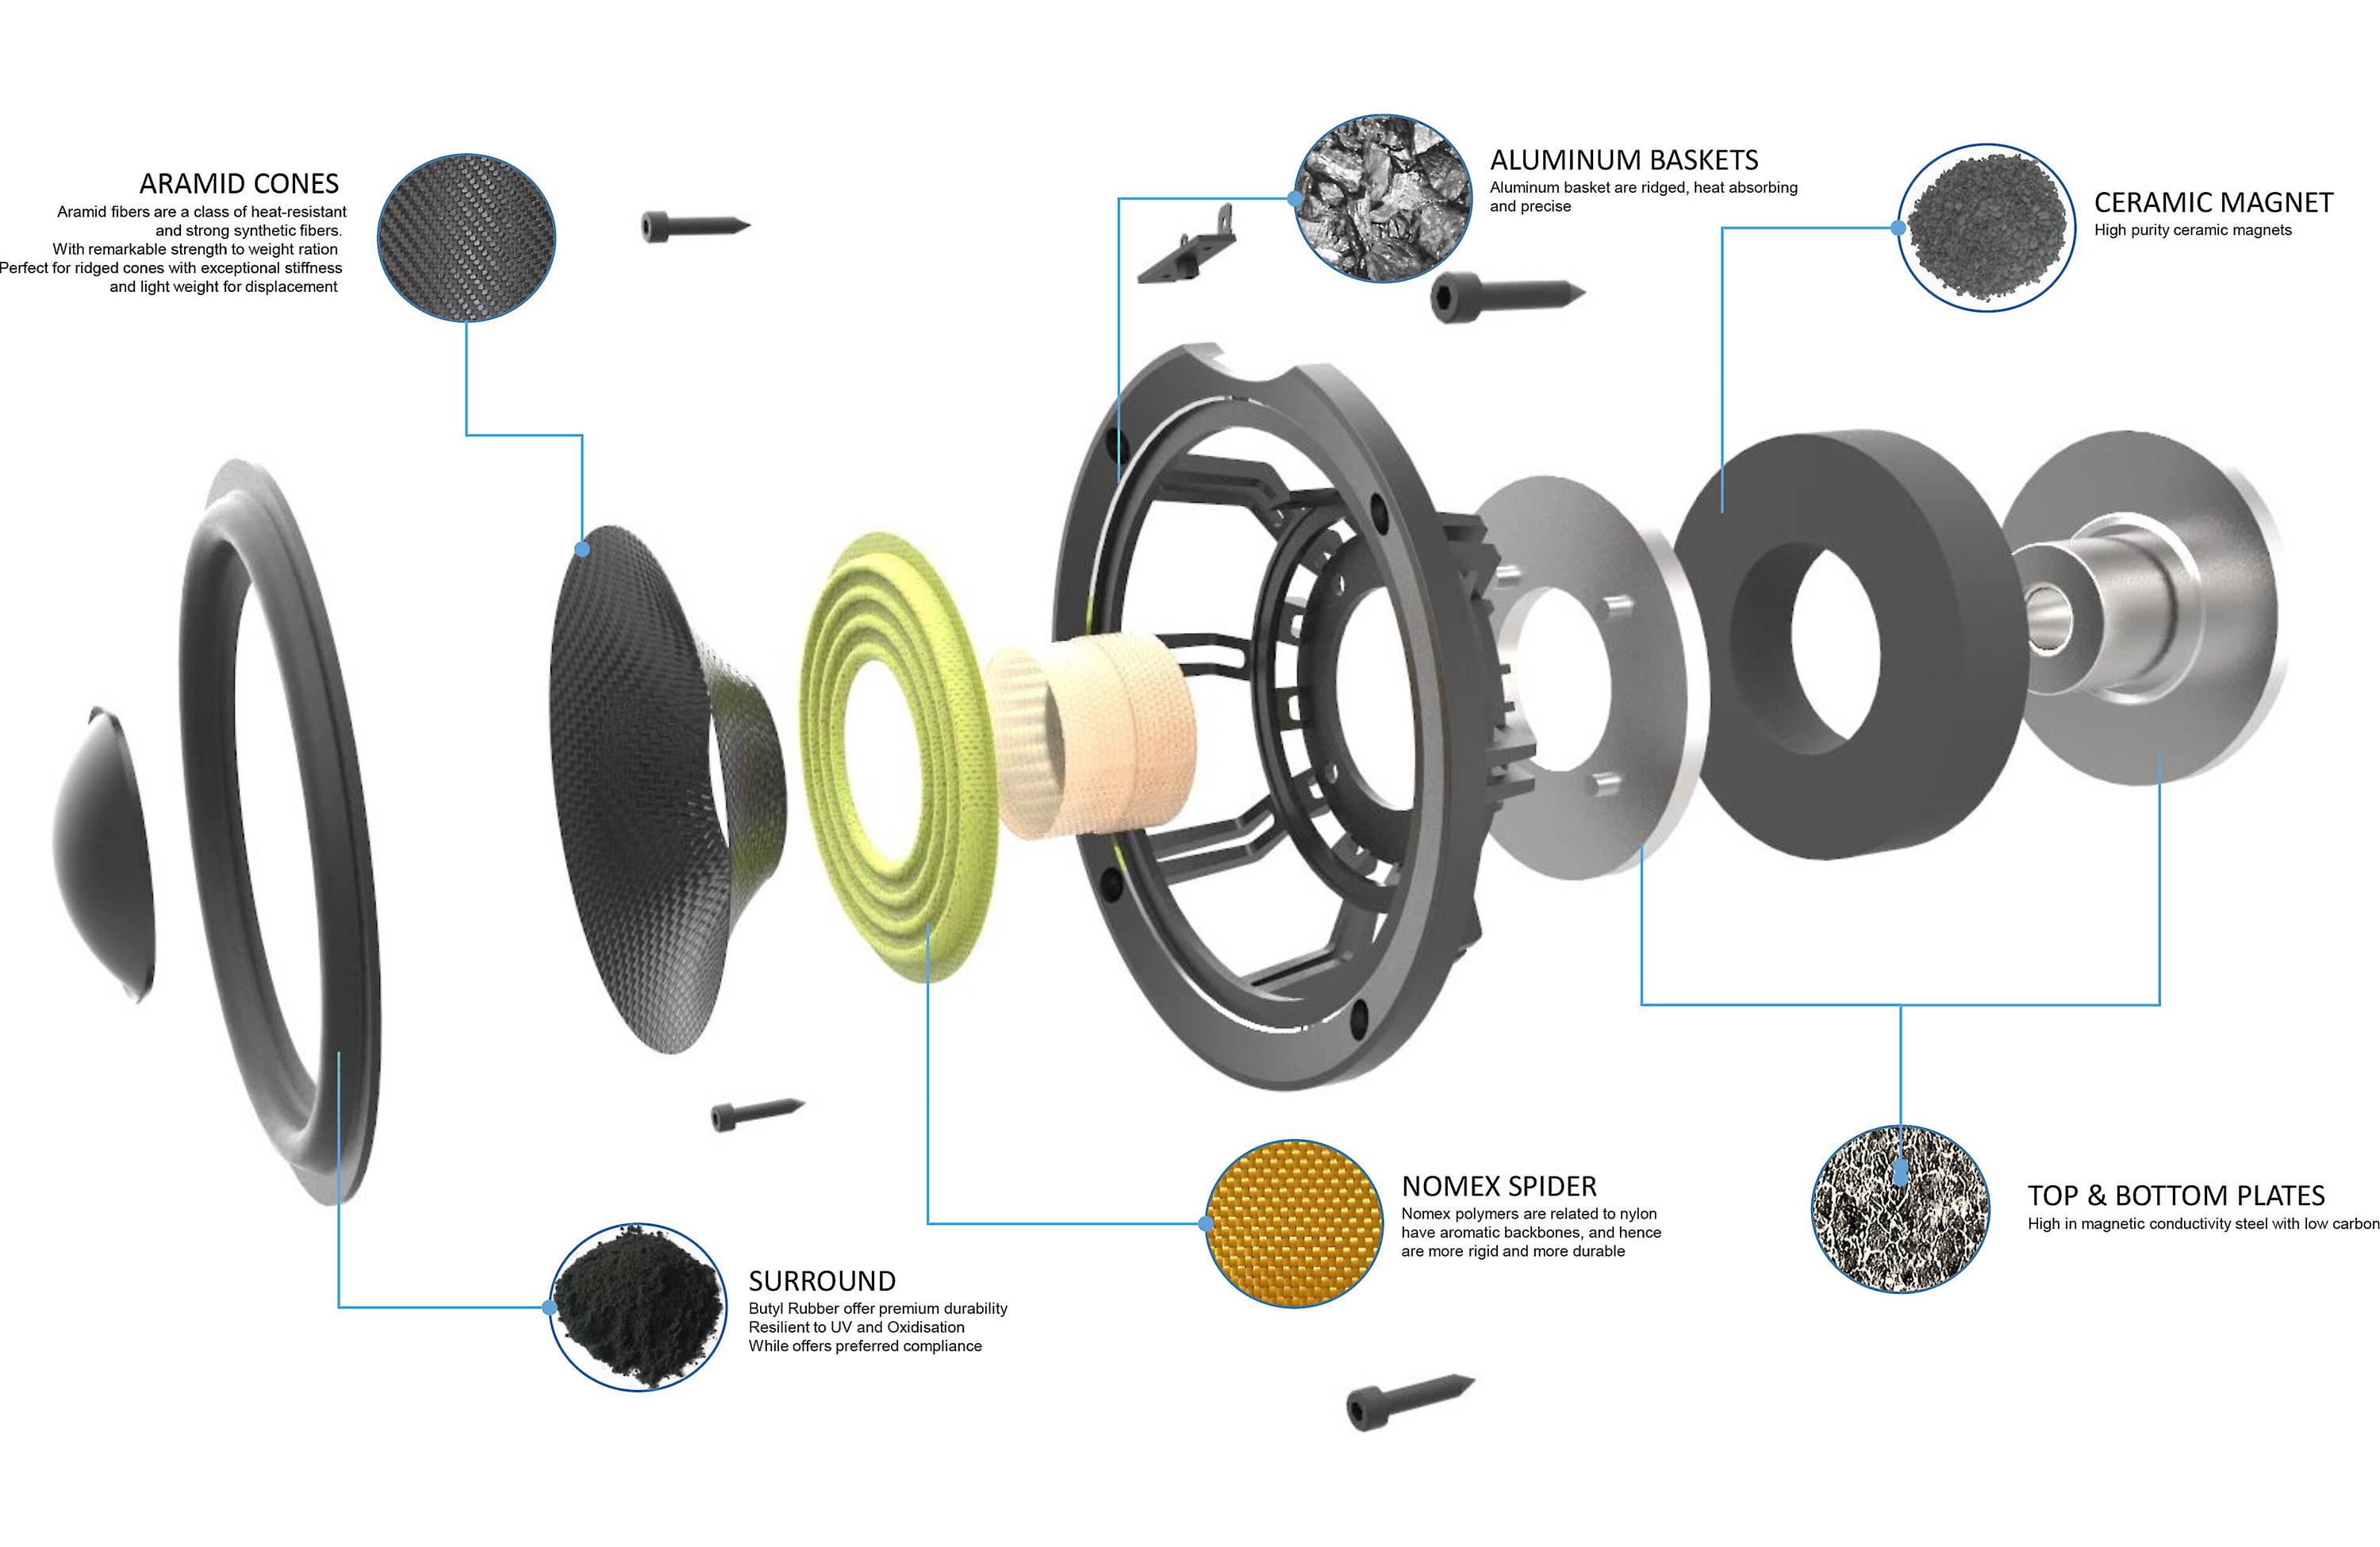 ARAMID CONES
Aramid fibers are a class of heat-resistant
and strong synthetic fibers.
With remarkable strength to weight ration
Perfect for ridged cones with exceptional stiffness
and light weight for displacement
ALUMINUM BASKETS
Aluminum basket are ridged, heat absorbing
and precise
CERAMIC MAGNET
High purity ceramic magnets
SURROUND
Butyl Rubber offer premium durability
Resilient to UV and Oxidisation
While offers preferred compliance
NOMEX SPIDER
Nomex polymers are related to nylon
have aromatic backbones, and hence
are more rigid and more durable
TOP & BOTTOM PLATES
High in magnetic conductivity steel with low carbon